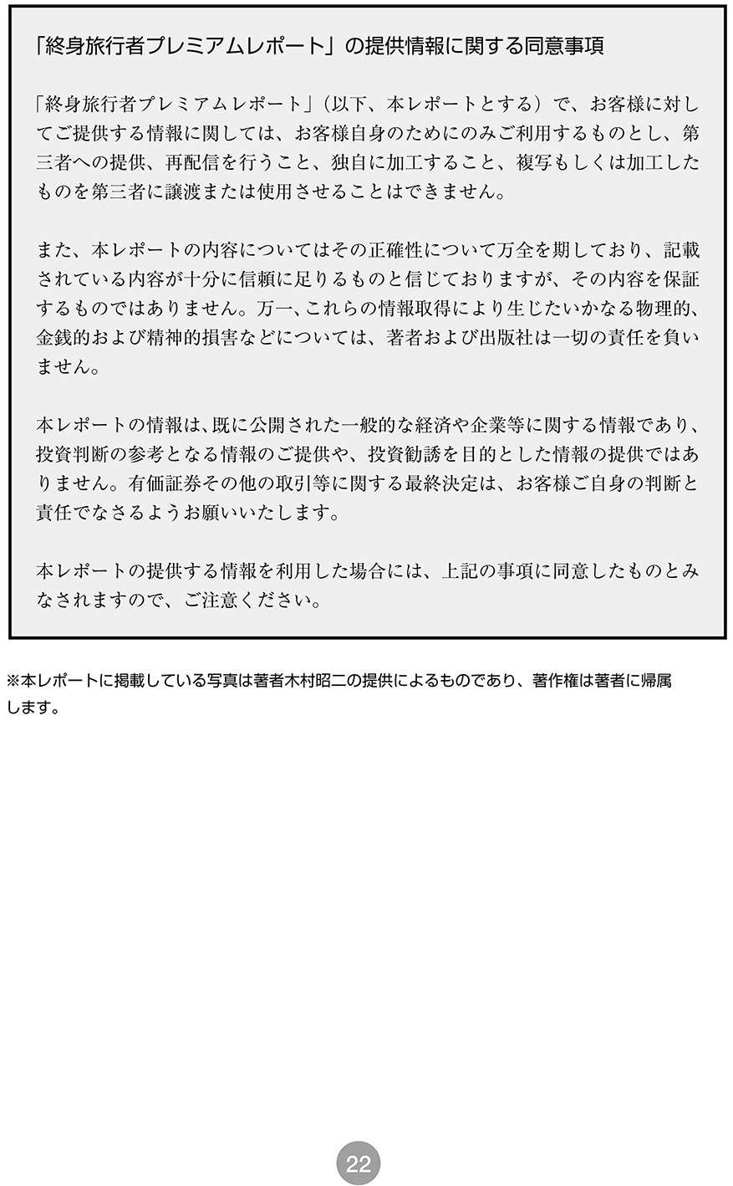 「終身旅行者プレミアムレポート」の提供情報に関する同意事項
「終身旅行者プレミアムレポート」（以下、本レポートとする）で、お客様に対し
てご提供する情報に関しては、お客様自身のためにのみご利用するものとし、第
三者への提供、再配信を行うこと、独自に加工すること、複写もしくは加工した
ものを第三者に譲渡または使用させることはできません。
また、本レポートの内容についてはその正確性について万全を期しており、記載
されている内容が十分に信頼に足りるものと信じておりますが、その内容を保証
するものではありません。万一、これらの情報取得により生じたいかなる物理的、
金銭的および精神的損害などについては、著者および出版社は一切の責任を負い
ません。
本レポートの情報は、既に公開された一般的な経済や企業等に関する情報であり、
投資判断の参考となる情報のご提供や、投資勧誘を目的とした情報の提供ではあ
りません。有価証券その他の取引等に関する最終決定は、お客様ご自身の判断と
責任でなさるようお願いいたします。
本レポートの提供する情報を利用した場合には、上記の事項に同意したものとみ
なされますので、ご注意ください。
※本レポートに掲載している写真は著者木村昭二の提供によるものであり、著作権は著者に帰属
します。
22